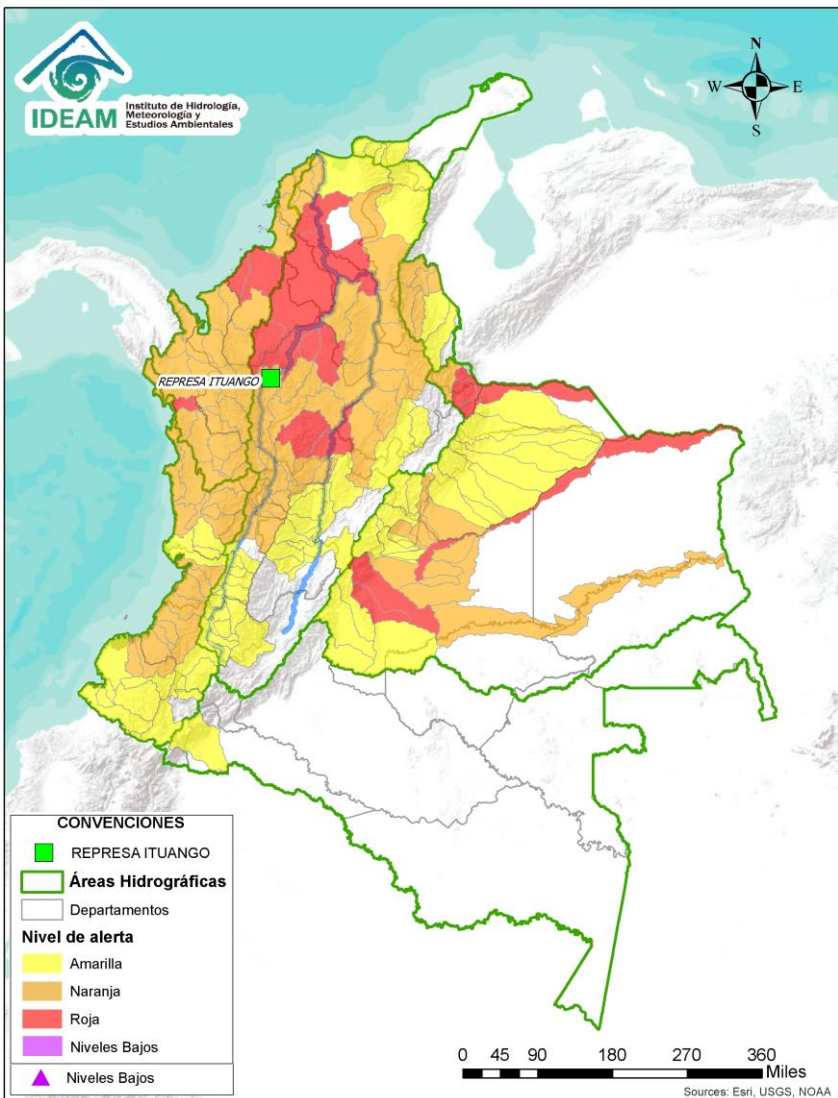 IDEAM
Instituto de Hidrología,
Meteorología y
Estudios Ambientales
N
W
E
S
REPRESA ITUANGO
CONVENCIONES
REPRESA ITUANGO
Áreas Hidrográficas
Departamentos
Nivel de alerta
Amarilla
Naranja
Roja
Niveles Bajos
Niveles Bajos
0 45 90 180 270 360
Miles
Sources: Esri, USGS, NOAA